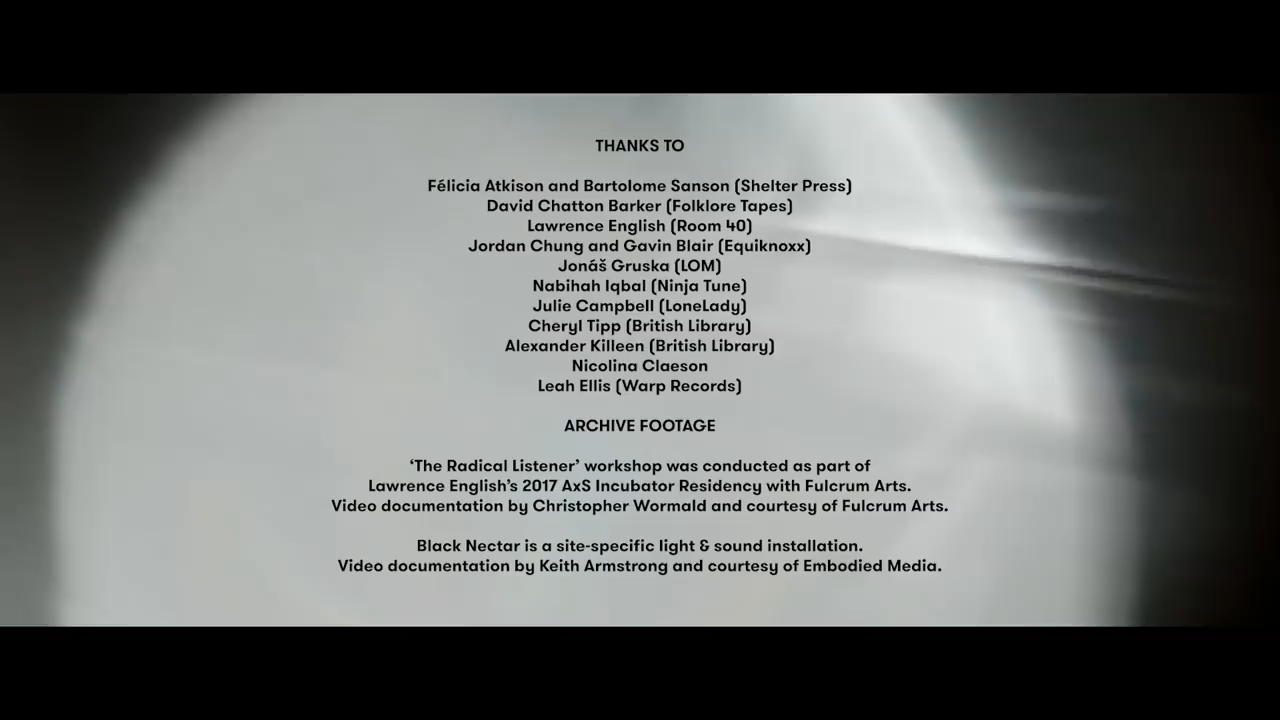 THANKS TO
Félicia Atkison and Bartolome Sanson (Shelter Press)
David Chatton Barker (Folklore Tapes)
Lawrence English (Room 40)
Jordan Chung and Gavin Blair (Equiknoxx)
Jonáš Gruska (LOM)
Nabihah Iqbal (Ninja Tune)
Julie Campbell (LoneLady)
Cheryl Tipp (British Library)
Alexander Killeen (British Library)
Nicolina Claeson
Leah Ellis (Warp Records)
ARCHIVE FOOTAGE
‘The Radical Listener’ workshop was conducted as part of
Lawrence English’s 2017 AxS Incubator Residency with Fulcrum Arts.
Video documentation by Christopher Wormald and courtesy of Fulcrum Arts.
Black Nectar is a site-specific light & sound installation.
Video documentation by Keith Armstrong and courtesy of Embodied Media.